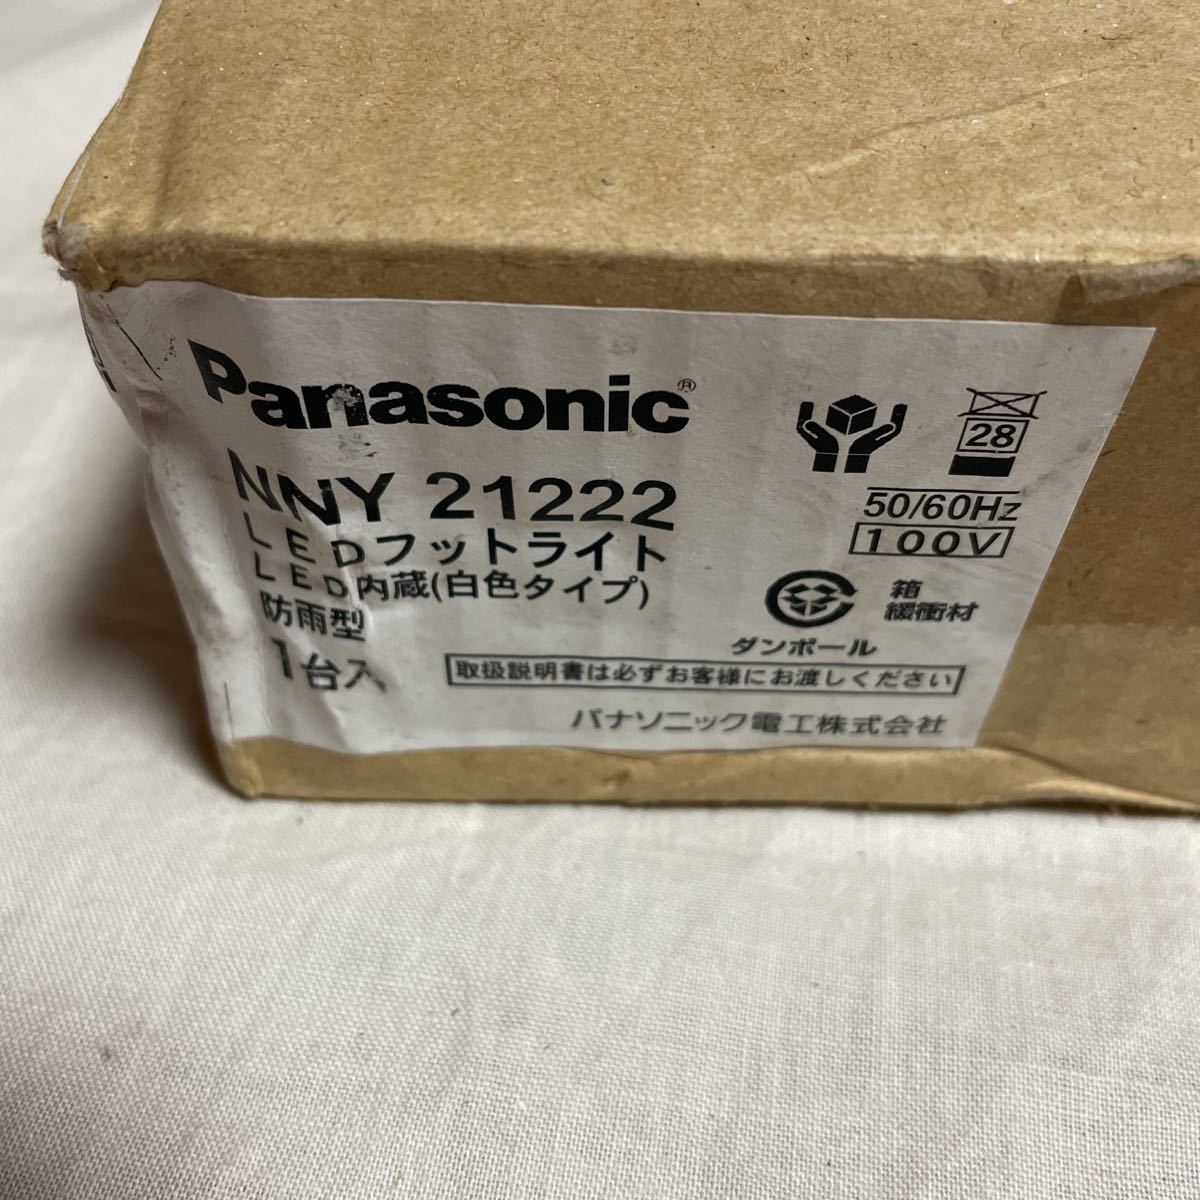 Panasonic®
NNY 21222
LEDフットライト
LED内蔵(白色タイプ)
防雨型
1台入
28
50/60Hz
100V
箱
緩衝材
ダンボール
取扱説明書は必ずお客様にお渡しください
パナソニック電工株式会社